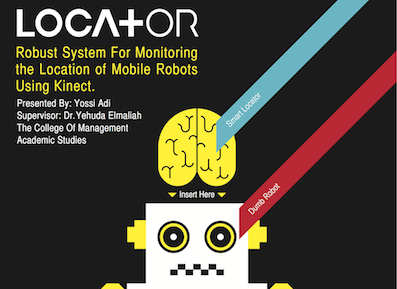 LOCATOR
Robust System For Monitoring
the Location of Mobile Robots
Using Kinect.
Presented By: Yossi Adi
Supervisor: Dr.Yehuda Elmaliah
The College Of Management
Academic Studies
Smart Locator
Insert Here
Dumb Robot